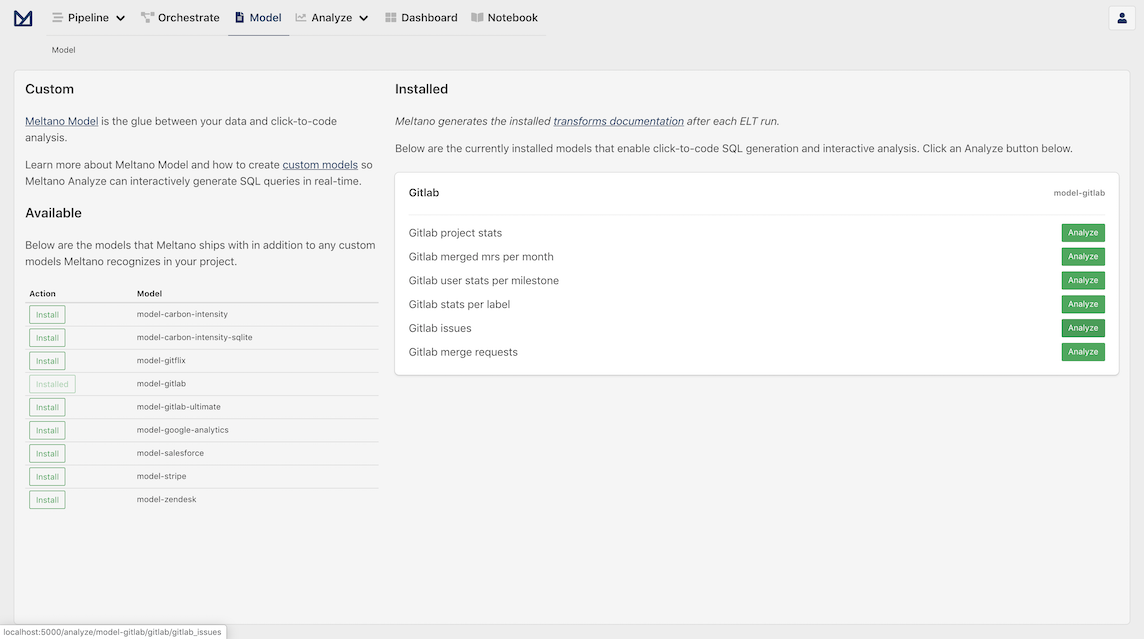 Pipeline Orchestrate Model Analyze Dashboard Notebook
Model
Custom
Meltano Model is the glue between your data and click-to-code
analysis.
Learn more about Meltano Model and how to create custom models so
Meltano Analyze can interactively generate SQL queries in real-time.
Available
Below are the models that Meltano ships with in addition to any custom
models Meltano recognizes in your project.
Action Model
Install model-carbon-intensity
Install model-carbon-intensity-sqlite
Install model-gitflix
Installed model-gitlab
Install model-gitlab-ultimate
Install model-google-analytics
Install model-salesforce
Install model-stripe
Install model-zendesk
Installed
Meltano generates the installed transforms documentation after each ELT run.
Below are the currently installed models that enable click-to-code SQL generation and interactive analysis. Click an Analyze button below.
Gitlab model-gitlab
Gitlab project stats Analyze
Gitlab merged mrs per month Analyze
Gitlab user stats per milestone Analyze
Gitlab stats per label Analyze
Gitlab issues Analyze
Gitlab merge requests Analyze
localhost:5000/analyze/model-gitlab/gitlab/gitlab_issues